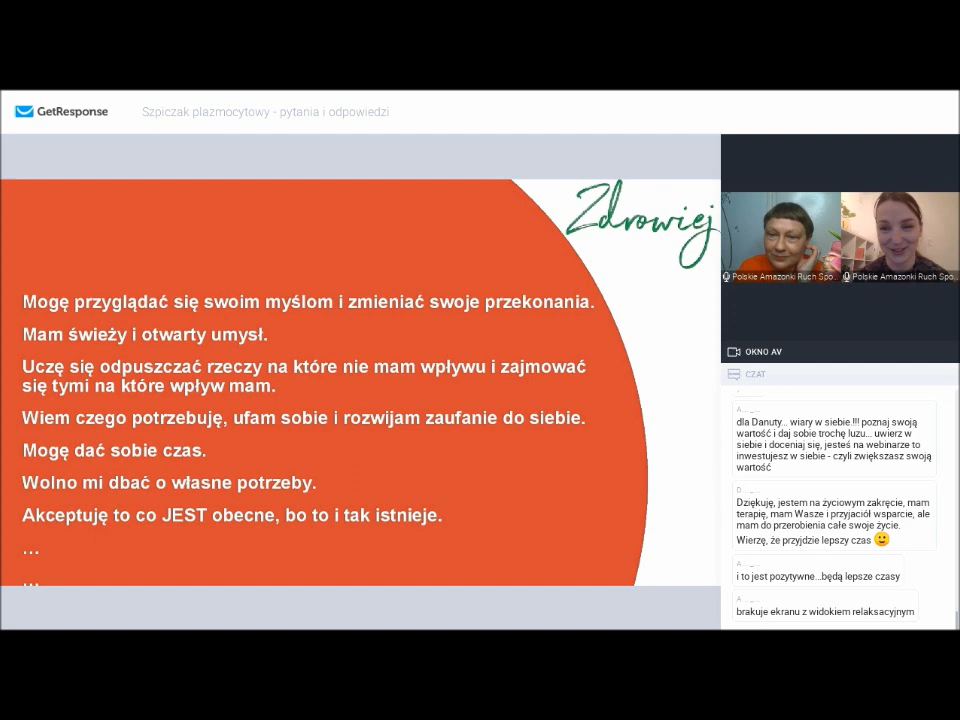 GetResponse
Szpiczak plazmocytowy - pytania i odpowiedzi
Zdrowiej
Mogę przyglądać się swoim myślom i zmieniać swoje przekonania.
Mam świeży i otwarty umysł.
Uczę się odpuszczać rzeczy na które nie mam wpływu i zajmować
się tymi na które wpływ mam.
Wiem czego potrzebuję, ufam sobie i rozwijam zaufanie do siebie.
Mogę dać sobie czas.
Wolno mi dbać o własne potrzeby.
Akceptuję to co JEST obecne, bo to i tak istnieje.
...
...
Polskie Amazonki Ruch Spo...
Polskie Amazonki Ruch Spo...
OKNO AV
CZAT
dla Danuty... wiary w siebie.!!! poznaj swoją
wartość i daj sobie trochę luzu... uwierz w
siebie i doceniaj się, jesteś na webinarze to
inwestujesz w siebie - czyli zwiększasz swoją
wartość
Dziękuję, jestem na życiowym zakręcie, mam
terapię, mam Wasze i przyjaciół wsparcie, ale
mam do przerobienia całe swoje życie.
Wierzę, że przyjdzie lepszy czas 🙂
i to jest pozytywne...będą lepsze czasy
brakuje ekranu z widokiem relaksacyjnym